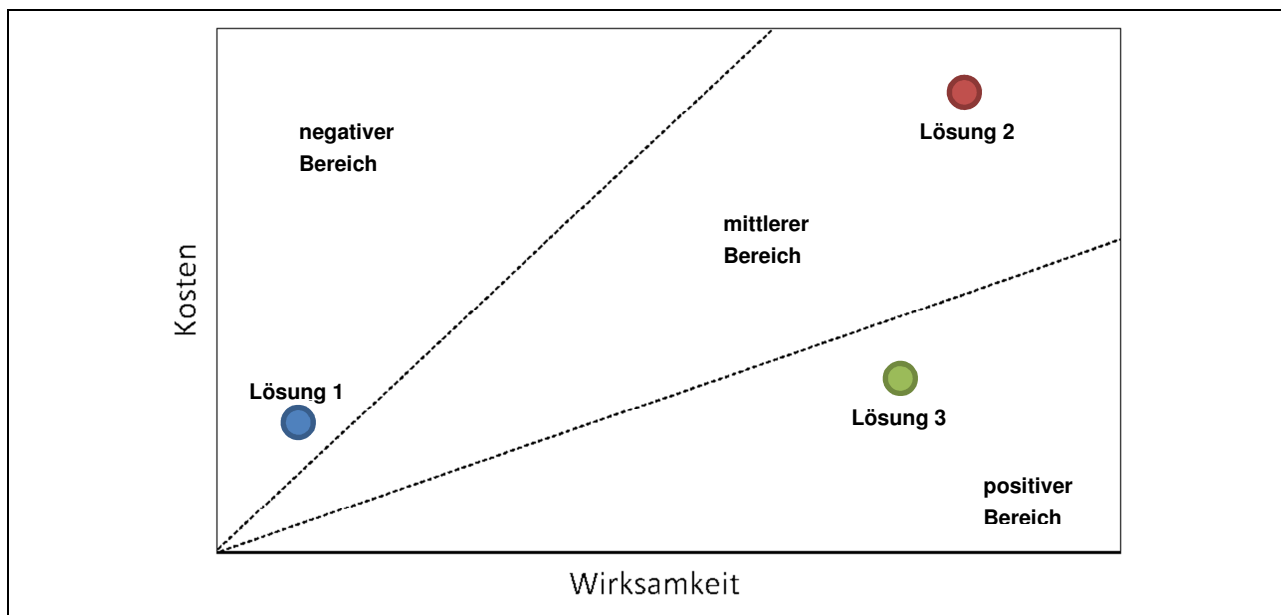 negativer
Bereich
Lösung 2
mittlerer
Bereich
Kosten
Lösung 1
Lösung 3
positiver
Bereich
Wirksamkeit